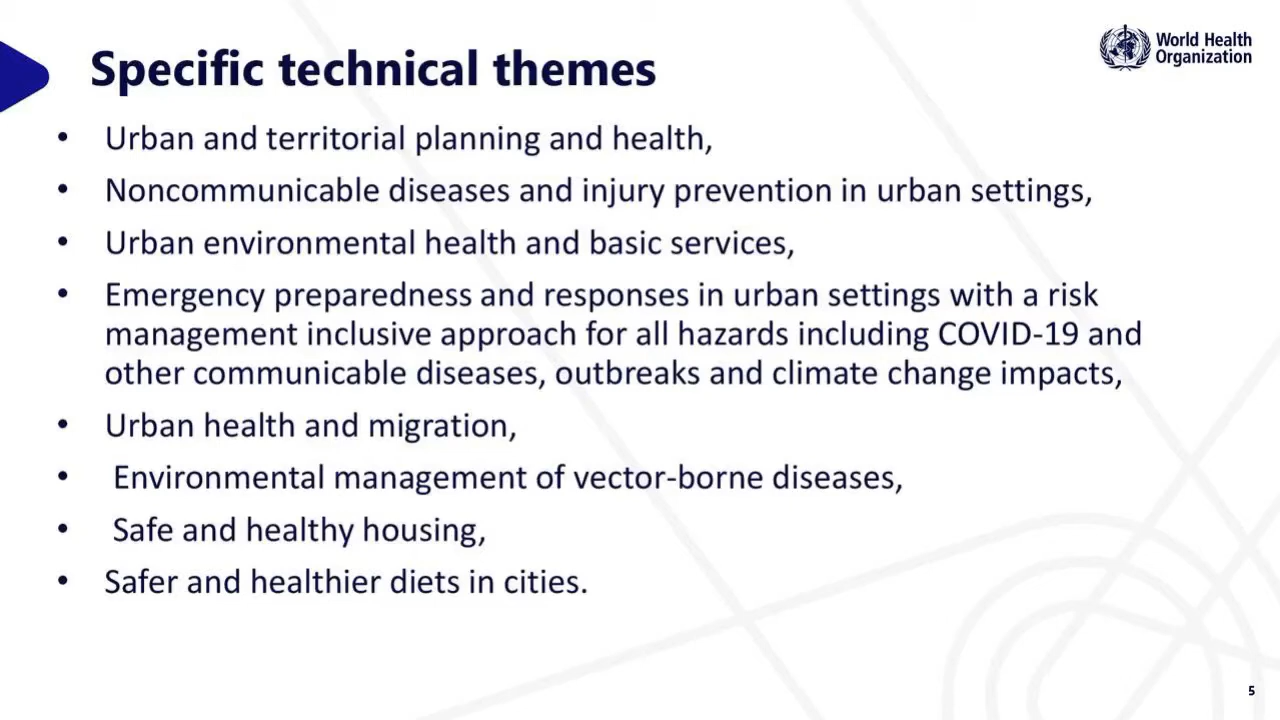 Specific technical themes
World Health
Organization
• Urban and territorial planning and health,
• Noncommunicable diseases and injury prevention in urban settings,
• Urban environmental health and basic services,
• Emergency preparedness and responses in urban settings with a risk
management inclusive approach for all hazards including COVID-19 and
other communicable diseases, outbreaks and climate change impacts,
• Urban health and migration,
• Environmental management of vector-borne diseases,
• Safe and healthy housing,
• Safer and healthier diets in cities.
5